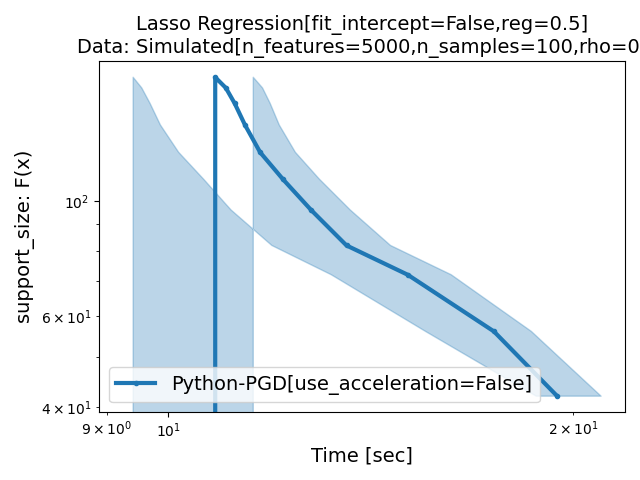 Lasso Regression[fit_intercept=False,reg=0.5]
Data: Simulated[n_features=5000,n_samples=100,rho=0
support_size: F(x)
10²
6 × 10¹
4 × 10¹
Python-PGD[use_acceleration=False]
9 × 10⁰
10¹
2 × 10¹
Time [sec]